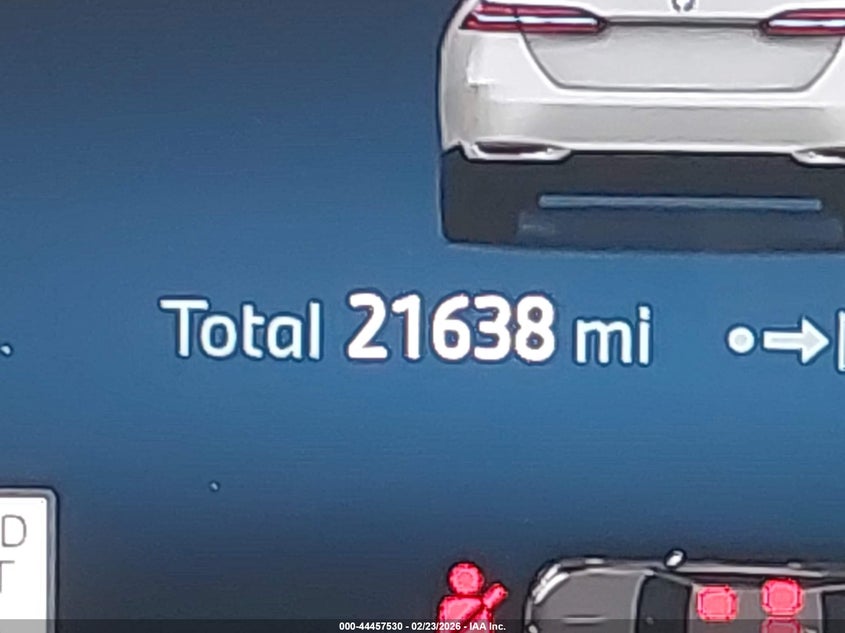 Total 21638 mi
D
T
000-44457530 - 02/23/2026 - IAA Inc.